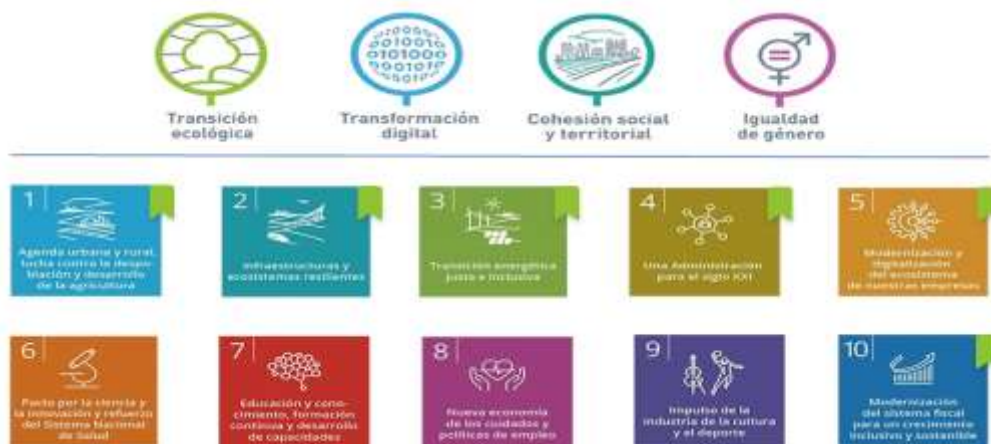 010010
0101000
001011
Transición
ecológica
Transformación
digital
Cohesión social
y territorial
Igualdad
de género
1
Agenda urbana y rural,
lucha contra la despo-
blación y desarrollo
de la agricultura
2
Infraestructuras y
ecosistemas resilientes
3
Transición energética
justa e inclusiva
4
Una Administración
para el siglo XXI
5
Modernización y
digitalización
del ecosistema
de nuestras empresas
6
Pacto por la ciencia y
la innovación y refuerzo
del Sistema Nacional
de Salud
7
Educación y cono-
cimiento, formación
continua y desarrollo
de capacidades
8
Nueva economía
de los cuidados y
políticas de empleo
9
Impulso de la
industria de la cultura
y el deporte
10
Modernización
del sistema fiscal
para un crecimiento
inclusivo y sostenible